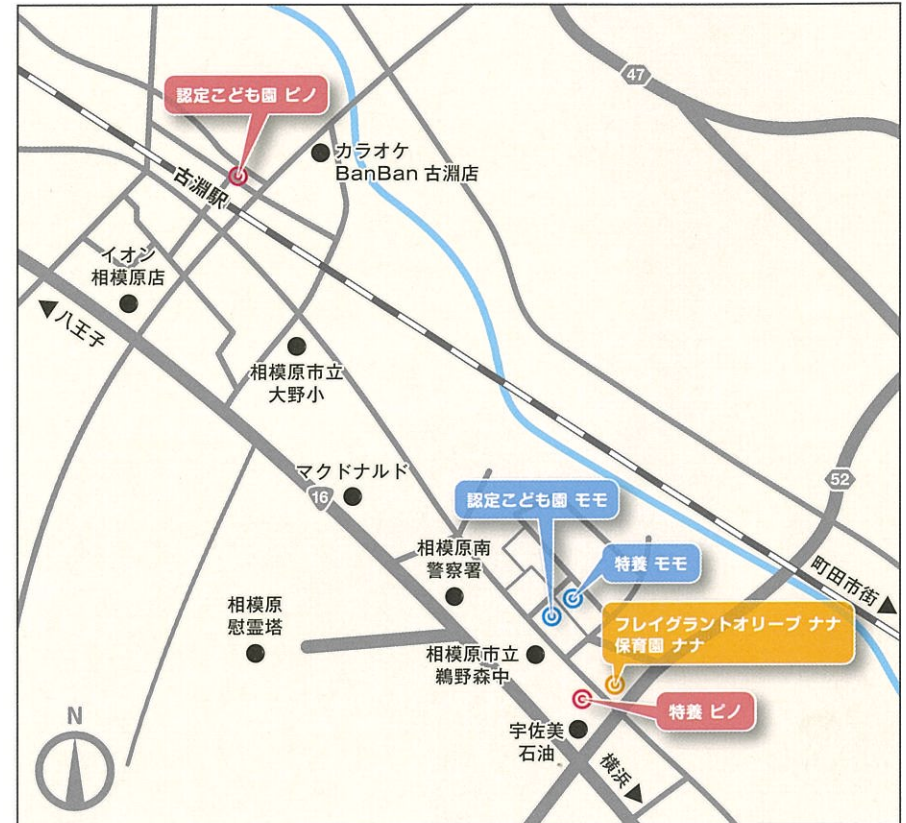 47
認定こども園 ピノ
カラオケ
BanBan 古淵店
古淵駅
イオン
相模原店
◀八王子
相模原市立
大野小
マクドナルド
16
52
認定こども園 モモ
相模原南
警察署
特養 モモ
町田市街▶
フレイグラントオリーブ ナナ
保育園 ナナ
相模原
慰霊塔
相模原市立
鵜野森中
特養 ピノ
宇佐美
石油
横浜▶
N